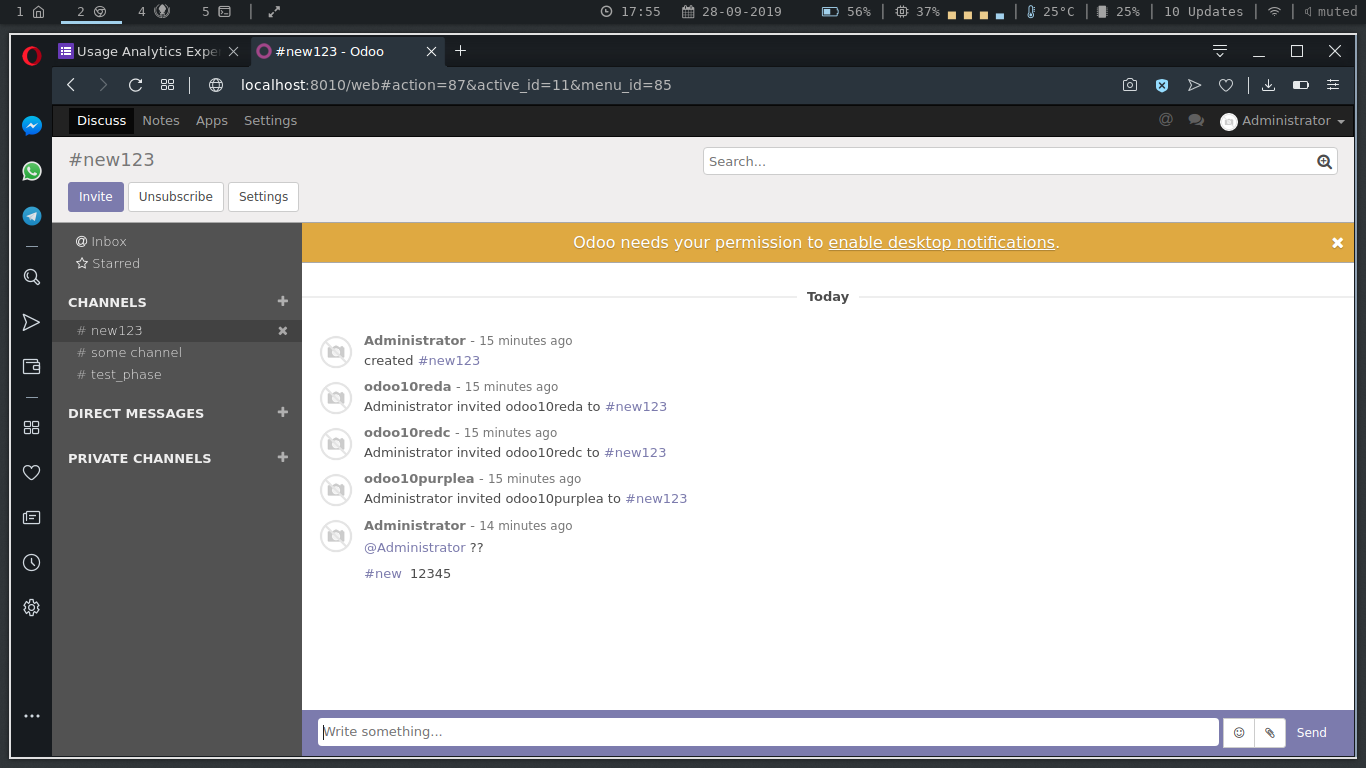 1 2 4 5 17:55 28-09-2019 56% 37% 25°C 25% 10 Updates muted
Usage Analytics Expe #new123 - Odoo
localhost:8010/web#action=87&active_id=11&menu_id=85
Discuss Notes Apps Settings @ Administrator
#new123
Search...
Invite Unsubscribe Settings
Inbox
Starred
CHANNELS
# new123
# some channel
# test_phase
DIRECT MESSAGES
PRIVATE CHANNELS
Odoo needs your permission to enable desktop notifications.
Today
Administrator - 15 minutes ago
created #new123
odoo10reda - 15 minutes ago
Administrator invited odoo10reda to #new123
odoo10redc - 15 minutes ago
Administrator invited odoo10redc to #new123
odoo10purplea - 15 minutes ago
Administrator invited odoo10purplea to #new123
Administrator - 14 minutes ago
@Administrator ??
#new 12345
Write something...
Send